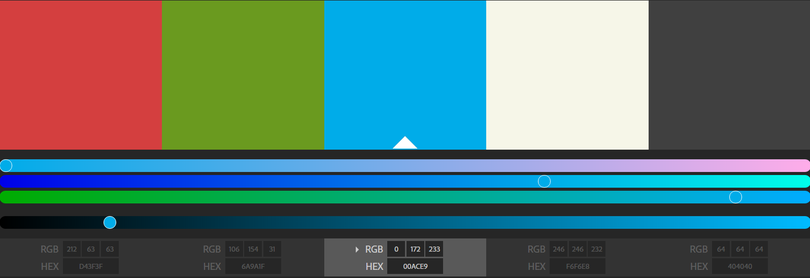 RGB 212 63 63
HEX D43F3F
RGB 106 154 31
HEX 6A9A1F
RGB 0 172 233
HEX 00ACE9
RGB 246 246 232
HEX F6F6E8
RGB 64 64 64
HEX 404040